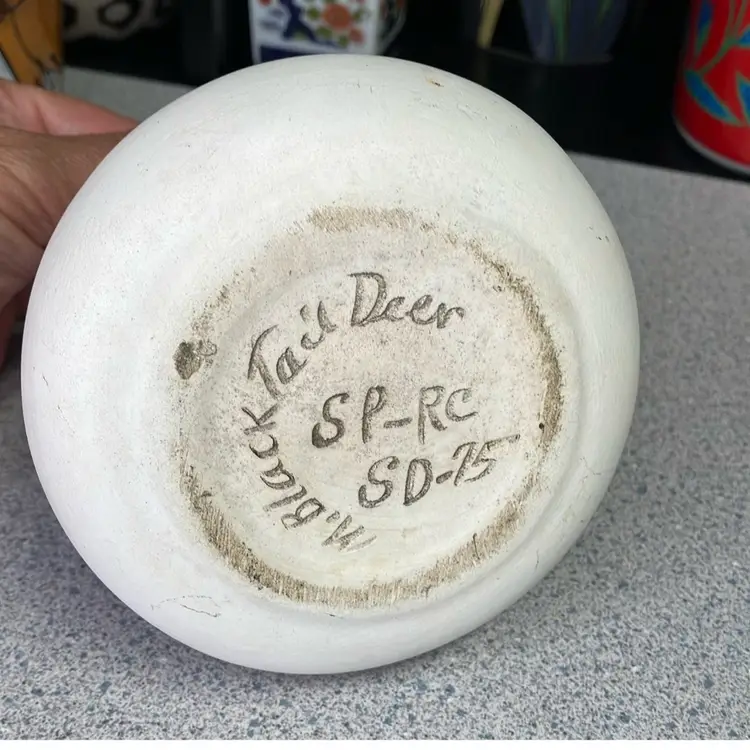 M. Black Tail Deer
SP-RC
SD-75